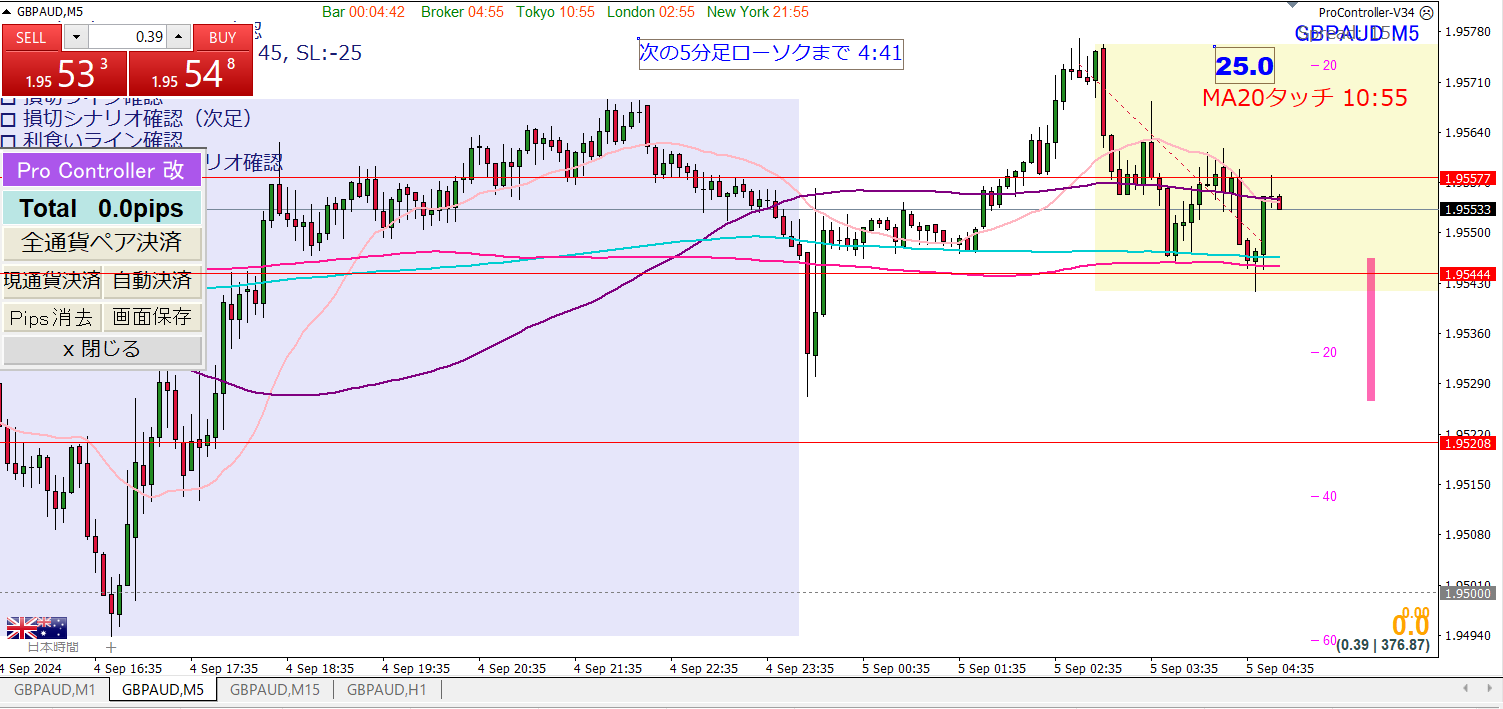 GBPAUD,M5
Bar 00:04:42 Broker 04:55 Tokyo 10:55 London 02:55 New York 21:55
ProController-V34
SELL 0.39 BUY
1.95 53 3 1.95 54 8
45, SL:-25
次の5分足ローソクまで 4:41
GBPAUD M5
25.0
MA20タッチ 10:55
損切ライン確認
損切シナリオ確認（次足）
利食いライン確認
リオ確認
Pro Controller 改
Total 0.0pips
全通貨ペア決済
現通貨決済 自動決済
Pips消去 画面保存
x 閉じる
20
20
40
60
1.95780
1.95710
1.95640
1.95577
1.95533
1.95500
1.95444
1.95430
1.95360
1.95290
1.95220
1.95208
1.95150
1.95080
1.95010
1.95000
1.94940
0.00
0.0
(0.39 | 376.87)
日本時間
4 Sep 2024 4 Sep 16:35 4 Sep 17:35 4 Sep 18:35 4 Sep 19:35 4 Sep 20:35 4 Sep 21:35 4 Sep 22:35 4 Sep 23:35 5 Sep 00:35 5 Sep 01:35 5 Sep 02:35 5 Sep 03:35 5 Sep 04:35
GBPAUD,M1 GBPAUD,M5 GBPAUD,M15 GBPAUD,H1